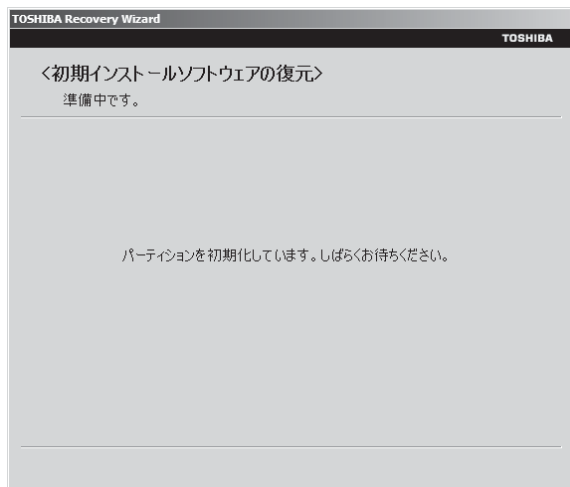 TOSHIBA Recovery Wizard
TOSHIBA
<初期インストールソフトウェアの復元>
準備中です。
パーティションを初期化しています。しばらくお待ちください。